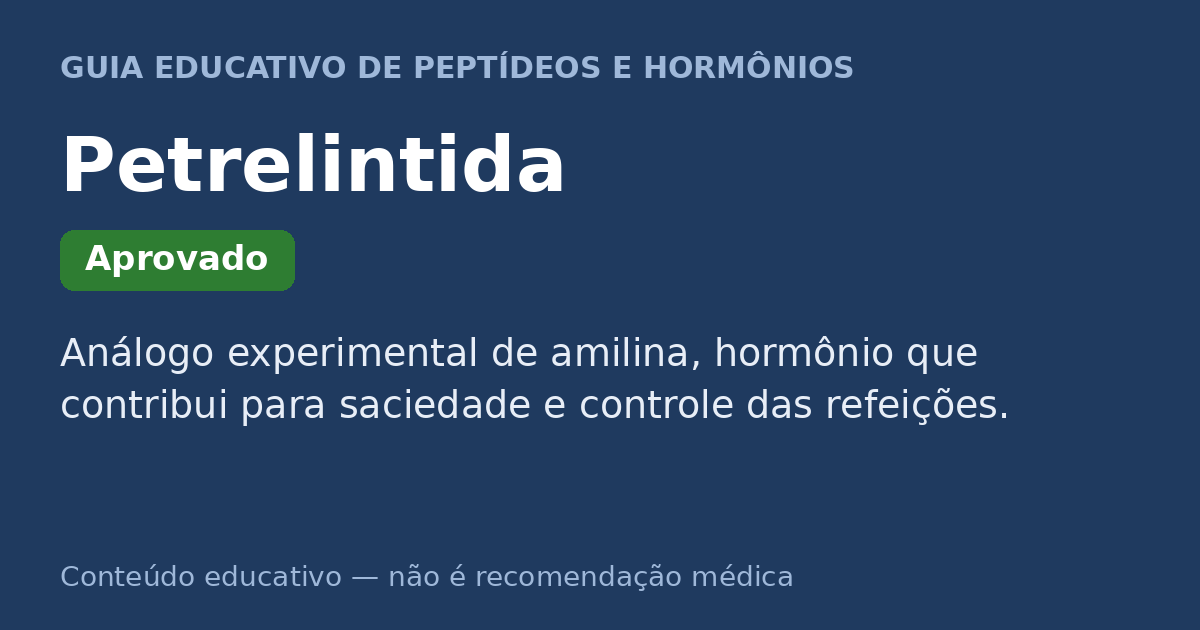 GUIA EDUCATIVO DE PEPTÍDEOS E HORMÔNIOS
Petrelintida
Aprovado
Análogo experimental de amilina, hormônio que
contribui para saciedade e controle das refeições.
Conteúdo educativo — não é recomendação médica